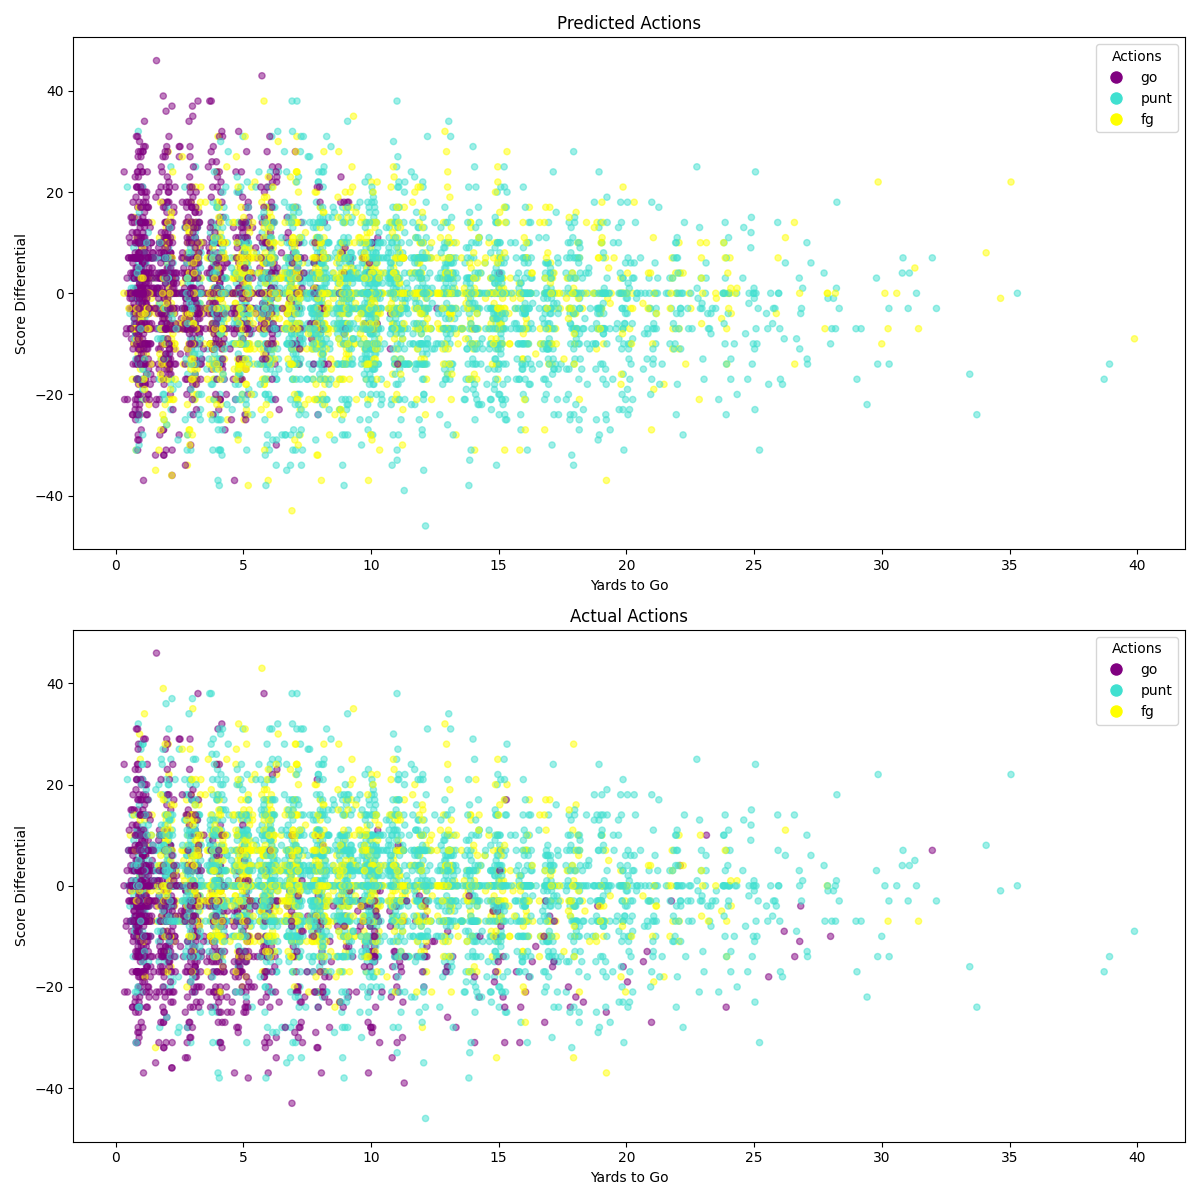 Predicted Actions
Actions
go
punt
fg
Score Differential
40
20
0
−20
−40
0 5 10 15 20 25 30 35 40
Yards to Go
Actual Actions
Actions
go
punt
fg
Score Differential
40
20
0
−20
−40
0 5 10 15 20 25 30 35 40
Yards to Go